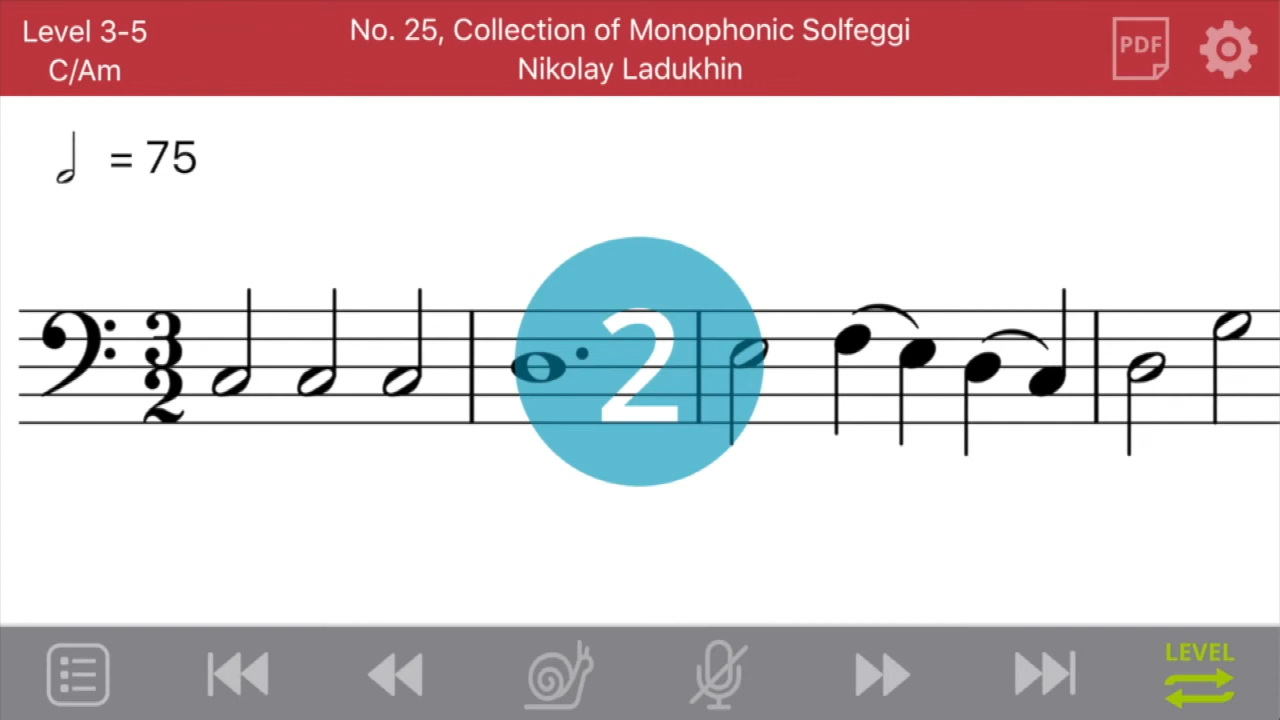 Level 3-5
C/Am
No. 25, Collection of Monophonic Solfeggi
Nikolay Ladukhin
PDF
= 75
3
2
2
LEVEL